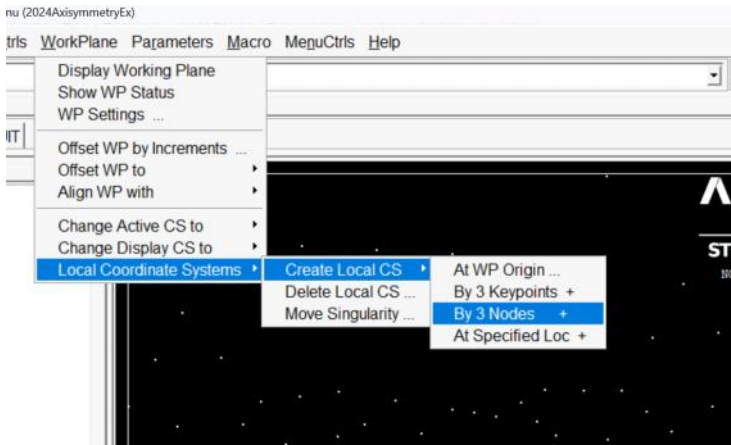 nu (2024AxisymmetryEx)
trls WorkPlane Parameters Macro MenuCtrls Help
Display Working Plane
Show WP Status
WP Settings ...
IT
Offset WP by Increments ...
Offset WP to
Align WP with
Change Active CS to
Change Display CS to
Local Coordinate Systems
Create Local CS
Delete Local CS ...
Move Singularity ...
At WP Origin ...
By 3 Keypoints +
By 3 Nodes +
At Specified Loc +
ST